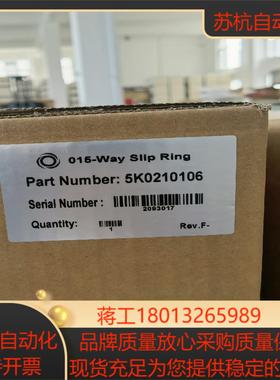 苏杭自动
015-Way Slip Ring
Part Number: 5K0210106
Serial Number :
2093017
Quantity:
1
Rev.F-
蒋工18013265989
自动化
品牌质量放心采购质量保
开票
现货充足为您提供稳定的